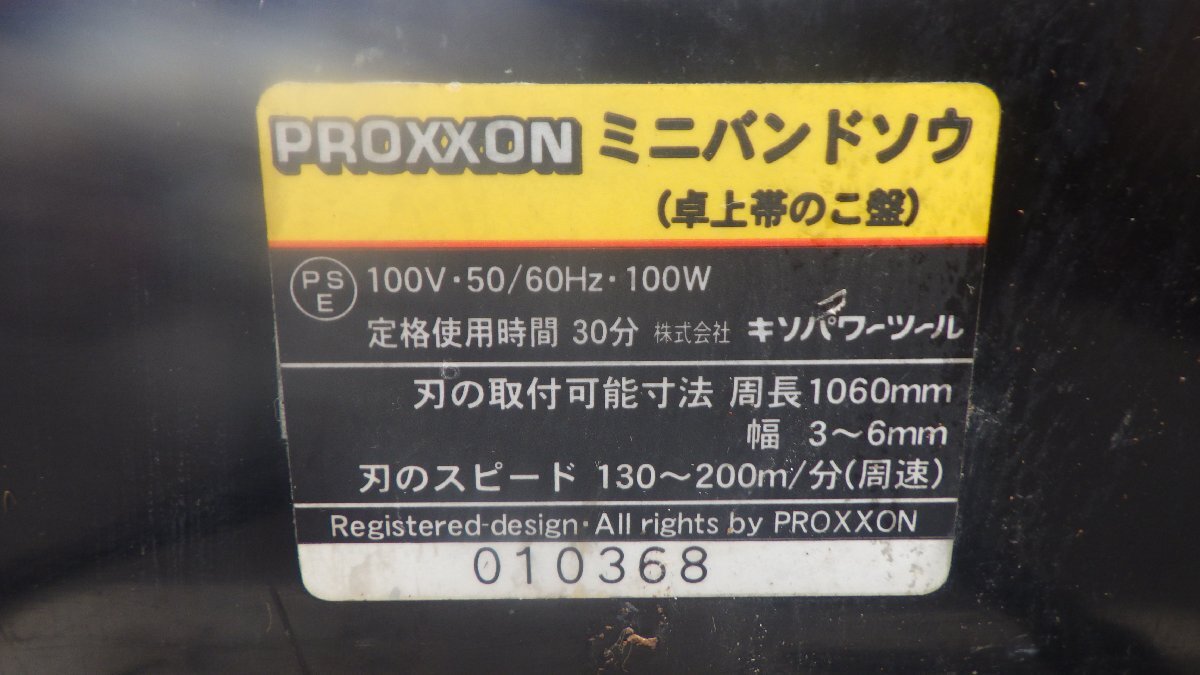 PROXXON ミニバンドソウ
(卓上帯のこ盤)
PSE 100V・50/60Hz・100W
定格使用時間 30分 株式会社 キソパワーツール
刃の取付可能寸法 周長1060mm
幅 3～6mm
刃のスピード 130～200m/分(周速)
Registered-design・All rights by PROXXON
010368